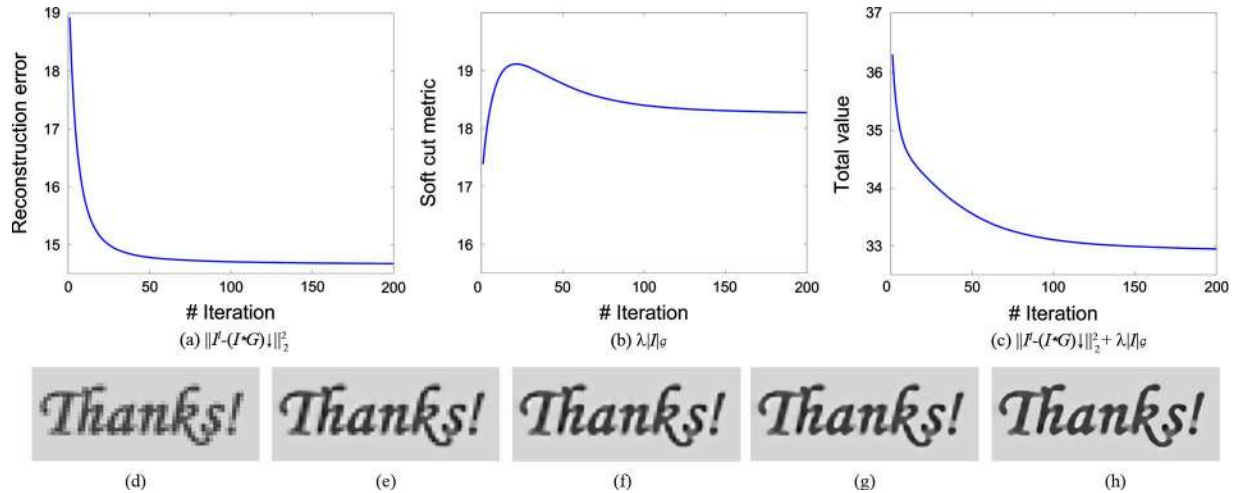 19
18
17
16
15
Reconstruction error
0 50 100 150 200
# Iteration
(a) ||Iˡ-(I*G)↓||₂²
19
18
17
16
Soft cut metric
0 50 100 150 200
# Iteration
(b) λ|I|g
37
36
35
34
33
Total value
0 50 100 150 200
# Iteration
(c) ||Iˡ-(I*G)↓||₂²+ λ|I|g
Thanks! Thanks! Thanks! Thanks! Thanks!
(d) (e) (f) (g) (h)